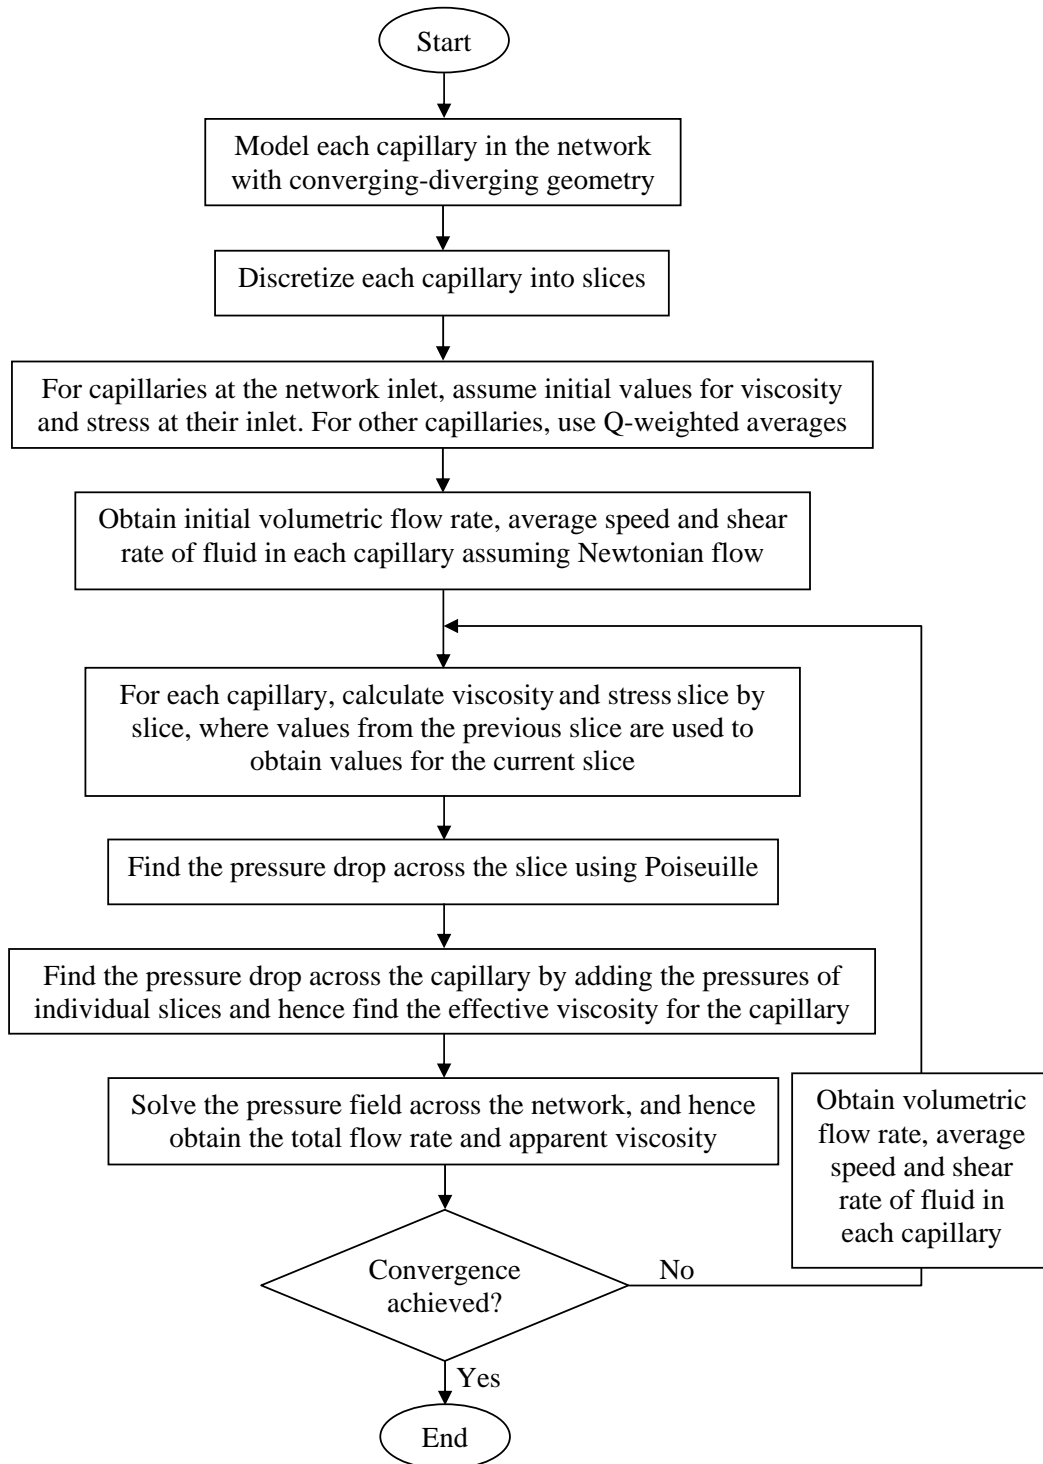 Start
Model each capillary in the network
with converging-diverging geometry
Discretize each capillary into slices
For capillaries at the network inlet, assume initial values for viscosity
and stress at their inlet. For other capillaries, use Q-weighted averages
Obtain initial volumetric flow rate, average speed and shear
rate of fluid in each capillary assuming Newtonian flow
For each capillary, calculate viscosity and stress slice by
slice, where values from the previous slice are used to
obtain values for the current slice
Find the pressure drop across the slice using Poiseuille
Find the pressure drop across the capillary by adding the pressures of
individual slices and hence find the effective viscosity for the capillary
Solve the pressure field across the network, and hence
obtain the total flow rate and apparent viscosity
Obtain volumetric
flow rate, average
speed and shear
rate of fluid in
each capillary
Convergence
achieved?
No
Yes
End